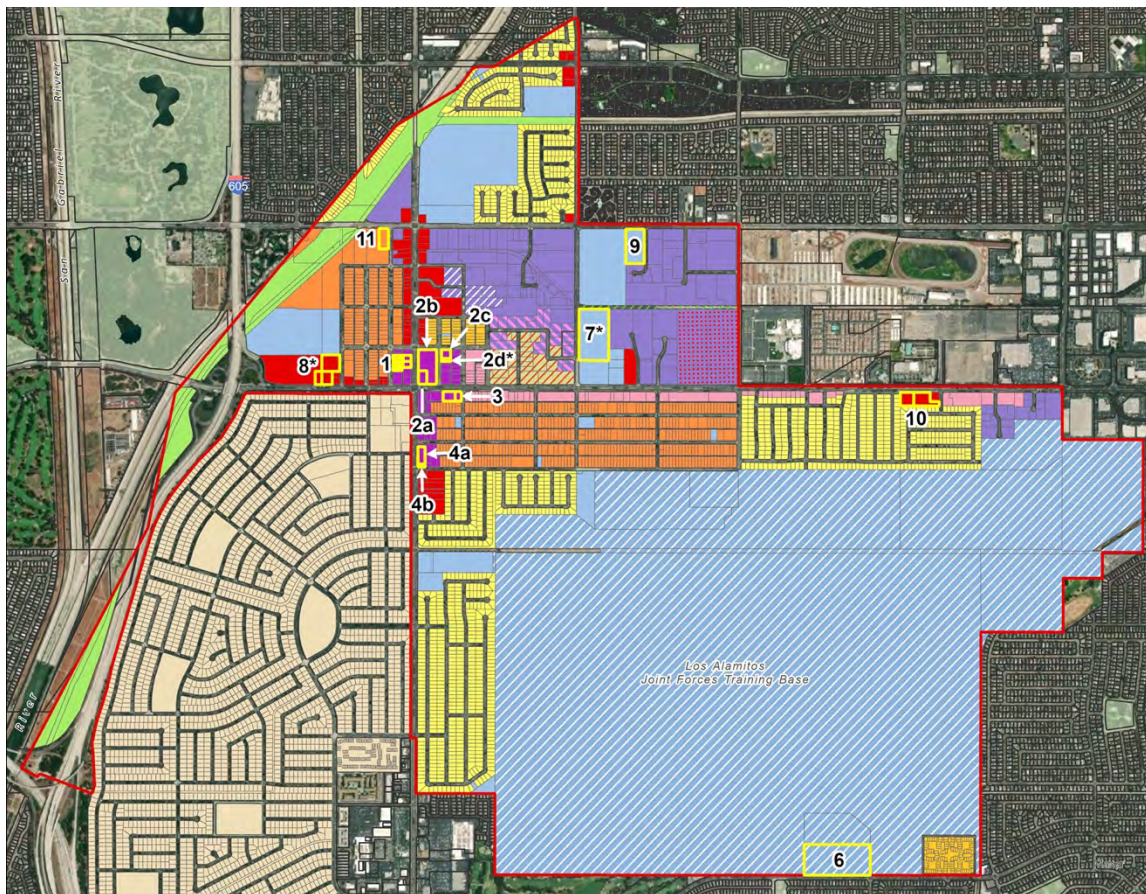 San
Gabriel
River
605
11
9
2b
2c
7*
8*
1
2d*
3
10
2a
4a
4b
Los Alamitos
Joint Forces Training Base
River
6